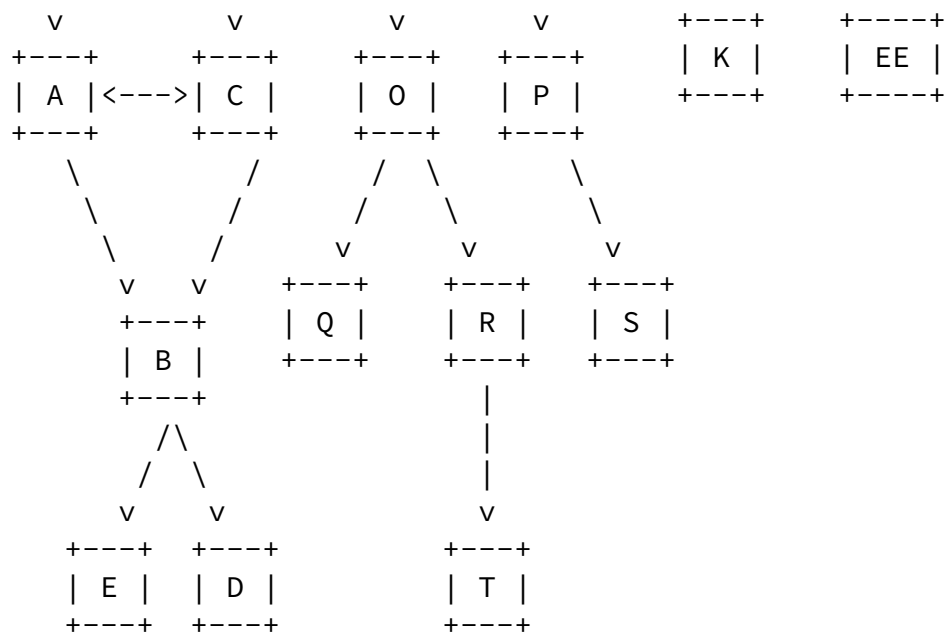 v         v        v       v       +---+    +----+
   +---+     +---+    +---+   +---+     | K |    | EE |
   | A |<--->| C |    | O |   | P |     +---+    +----+
   +---+     +---+    +---+   +---+
      \         /      /  \       \
       \       /      /    \       \
        \     /      v      v       v
         v   v    +---+    +---+   +---+
         +---+    | Q |    | R |   | S |
         | B |    +---+    +---+   +---+
         +---+               |
           /\                |
          /  \               |
         v    v              v
      +---+  +---+         +---+
      | E |  | D |         | T |
      +---+  +---+         +---+